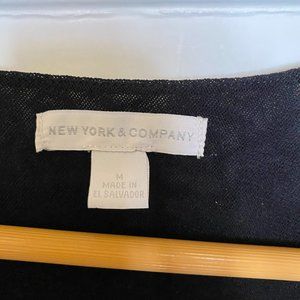 NEW YORK & COMPANY
M
MADE IN
EL SALVADOR